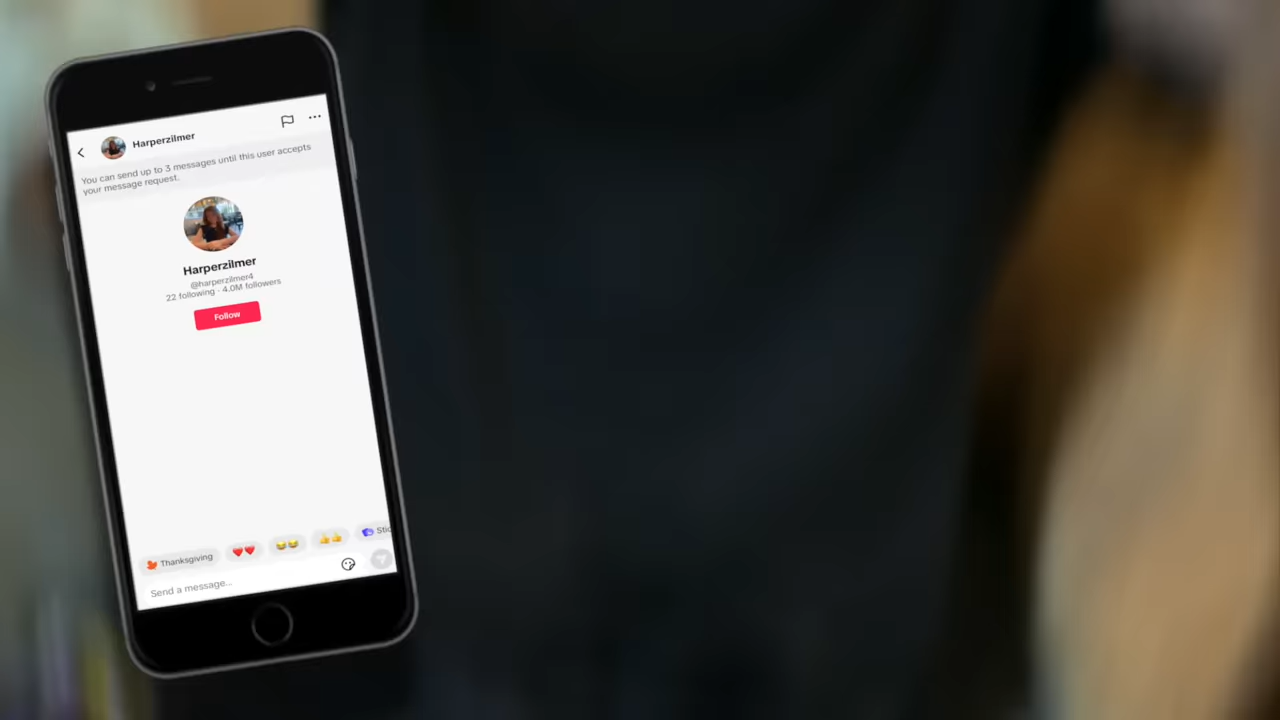 Harperzilmer
You can send up to 3 messages until this user accepts
your message request.
Harperzilmer
@harperzilmer4
22 following · 4.0M followers
Follow
Thanksgiving
Stic
Send a message...